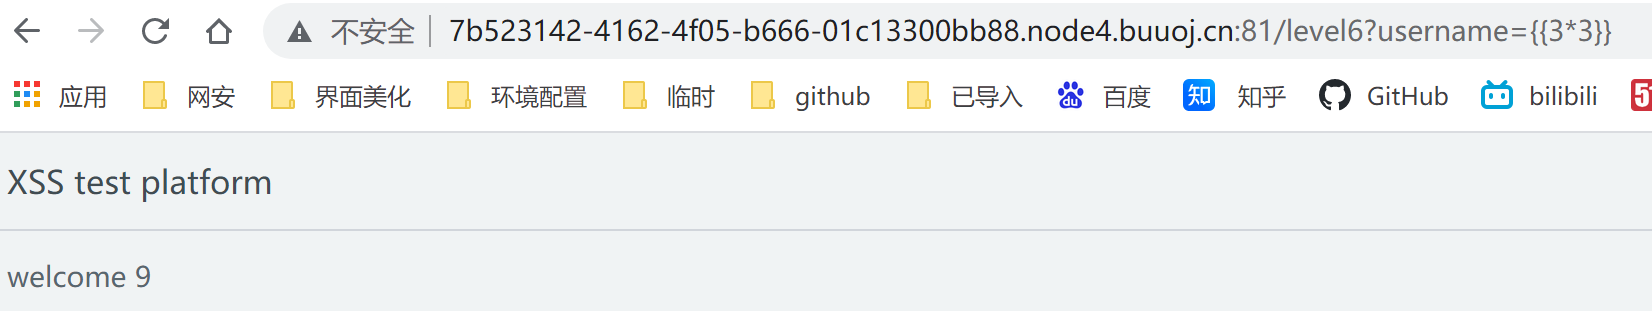 不安全 7b523142-4162-4f05-b666-01c13300bb88.node4.buuoj.cn:81/level6?username={{3*3}}
应用 网安 界面美化 环境配置 临时 github 已导入 du 百度 知 知乎 GitHub bilibili 51
XSS test platform
welcome 9